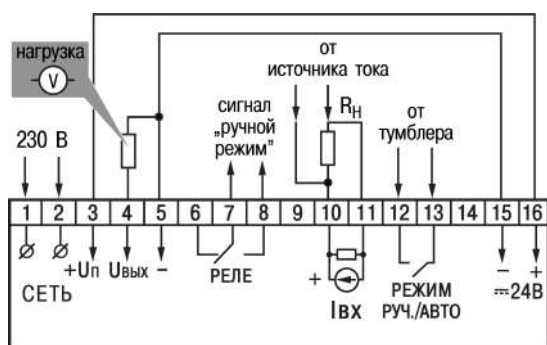 нагрузка
V
от
источника тока
сигнал
„ручной
режим"
RН
от
тумблера
230 В
1 2 3 4 5 6 7 8 9 10 11 12 13 14 15 16
+Uп Uвых –
СЕТЬ
РЕЛЕ
+
Iвх
РЕЖИМ
РУЧ./АВТО
– +
24В